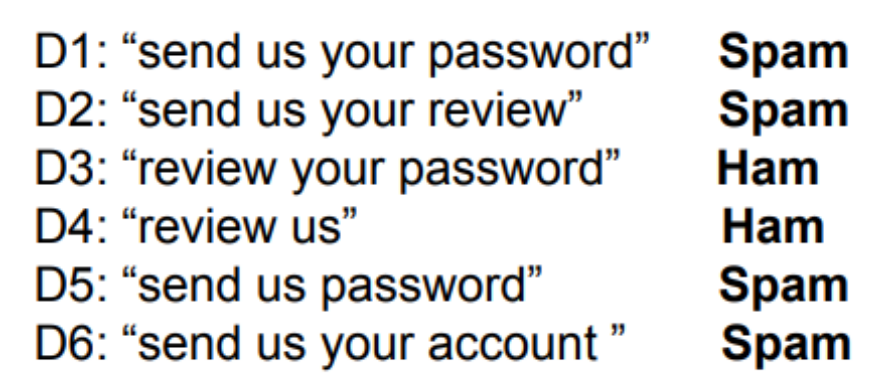 D1: “send us your password” Spam
D2: “send us your review” Spam
D3: “review your password” Ham
D4: “review us” Ham
D5: “send us password” Spam
D6: “send us your account ” Spam